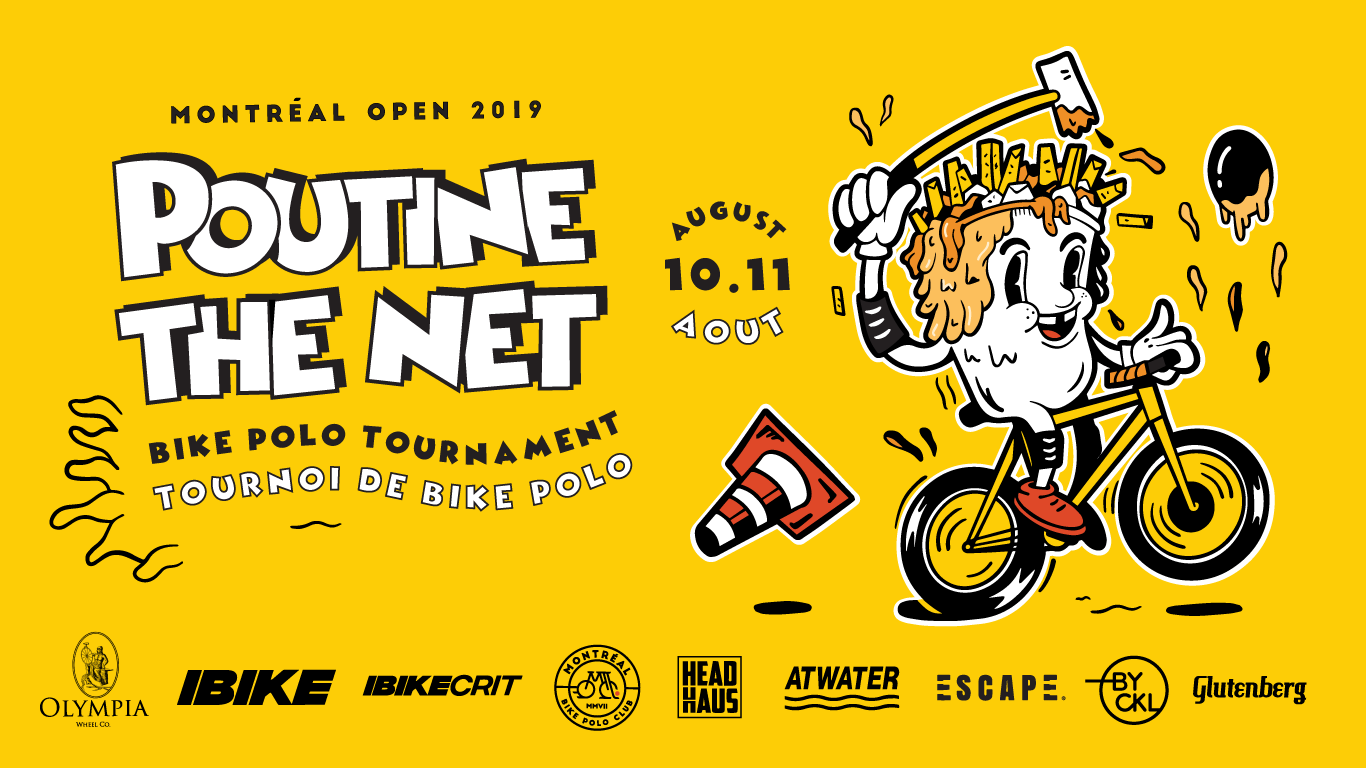 MONTRÉAL OPEN 2019
POUTINE
THE NET
BIKE POLO TOURNAMENT
TOURNOI DE BIKE POLO
AUGUST
10.11
AOUT
OLYMPIA
WHEEL CO.
IBIKE
IBIKECRIT
MONTRÉAL
MTL
MMVII
BIKE POLO CLUB
HEAD
HAUS
ATWATER
ESCAPE.
BY
CKL
Glutenberg